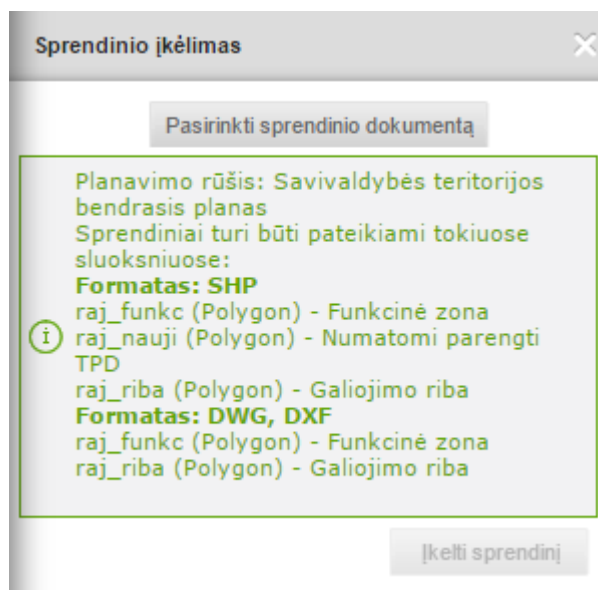 Sprendinio įkėlimas
Pasirinkti sprendinio dokumentą
Planavimo rūšis: Savivaldybės teritorijos
bendrasis planas
Sprendiniai turi būti pateikiami tokiuose
sluoksniuose:
Formatas: SHP
raj_funkc (Polygon) - Funkcinė zona
raj_nauji (Polygon) - Numatomi parengti
TPD
raj_riba (Polygon) - Galiojimo riba
Formatas: DWG, DXF
raj_funkc (Polygon) - Funkcinė zona
raj_riba (Polygon) - Galiojimo riba
Įkelti sprendinį